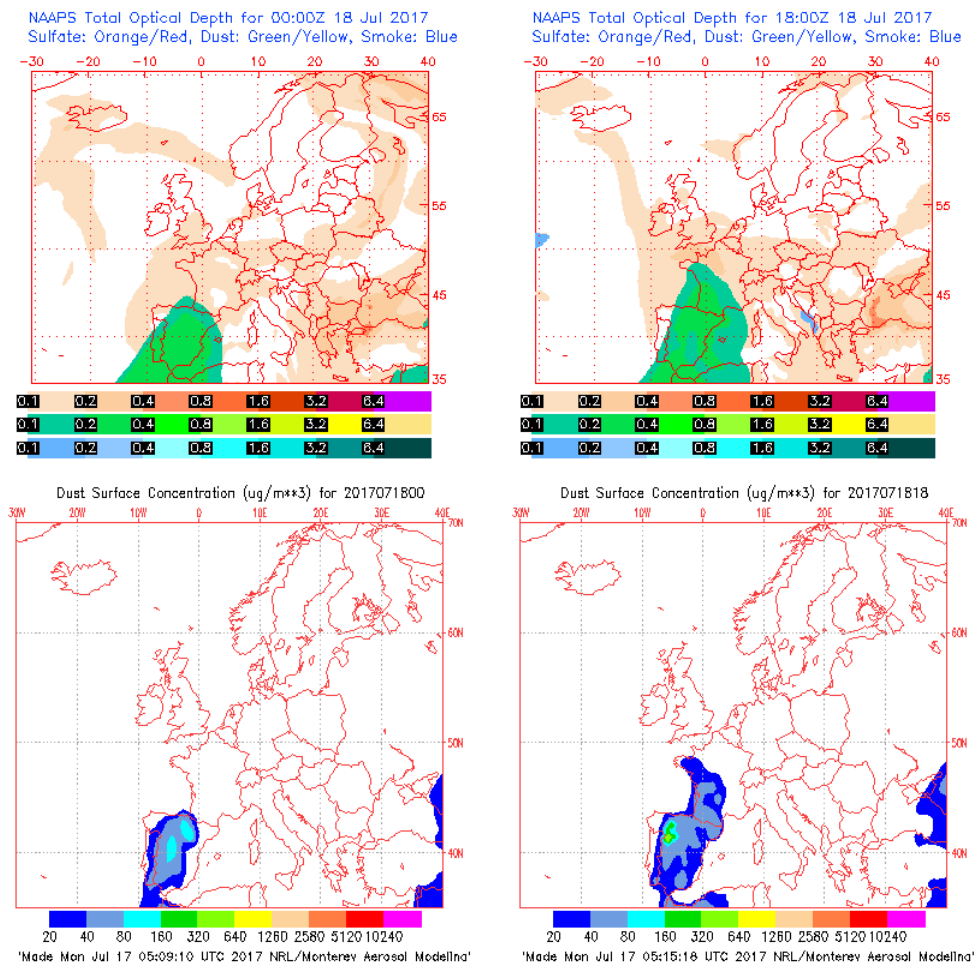 NAAPS Total Optical Depth for 00:00Z 18 Jul 2017
Sulfate: Orange/Red, Dust: Green/Yellow, Smoke: Blue
-30 -20 -10 0 10 20 30 40
65
55
45
35
0.1 0.2 0.4 0.8 1.6 3.2 6.4
0.1 0.2 0.4 0.8 1.6 3.2 6.4
0.1 0.2 0.4 0.8 1.6 3.2 6.4
NAAPS Total Optical Depth for 18:00Z 18 Jul 2017
Sulfate: Orange/Red, Dust: Green/Yellow, Smoke: Blue
-30 -20 -10 0 10 20 30 40
65
55
45
35
0.1 0.2 0.4 0.8 1.6 3.2 6.4
0.1 0.2 0.4 0.8 1.6 3.2 6.4
0.1 0.2 0.4 0.8 1.6 3.2 6.4
Dust Surface Concentration (ug/m**3) for 2017071800
30W 20W 10W 0 10E 20E 30E 40E
70N
60N
50N
40N
20 40 80 160 320 640 1260 2580 5120 10240
'Made Mon Jul 17 05:09:10 UTC 2017 NRL/Monterey Aerosol Modeling'
Dust Surface Concentration (ug/m**3) for 2017071818
30W 20W 10W 0 10E 20E 30E 40E
70N
60N
50N
40N
20 40 80 160 320 640 1260 2580 5120 10240
'Made Mon Jul 17 05:15:18 UTC 2017 NRL/Monterey Aerosol Modeling'